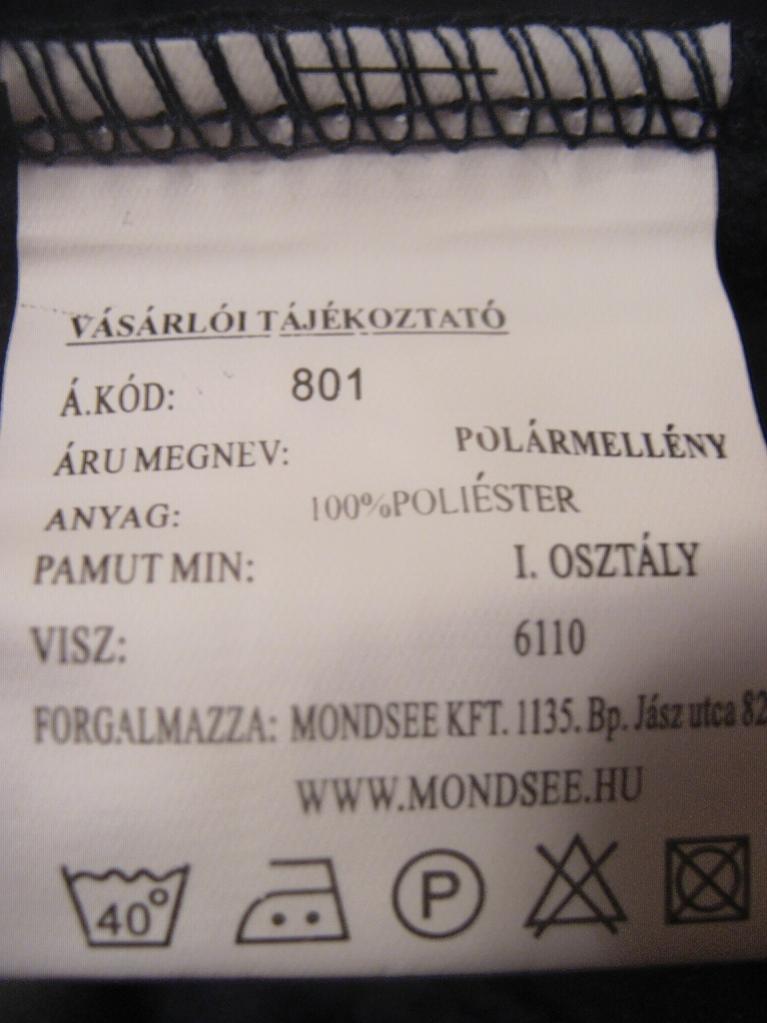 VÁSÁRLÓI TÁJÉKOZTATÓ
Á.KÓD: 801
ÁRU MEGNEV: POLÁRMELLÉNY
ANYAG: 100%POLIÉSTER
PAMUT MIN: I. OSZTÁLY
VISZ: 6110
FORGALMAZZA: MONDSEE KFT. 1135. Bp. Jász utca 82
WWW.MONDSEE.HU
40° P